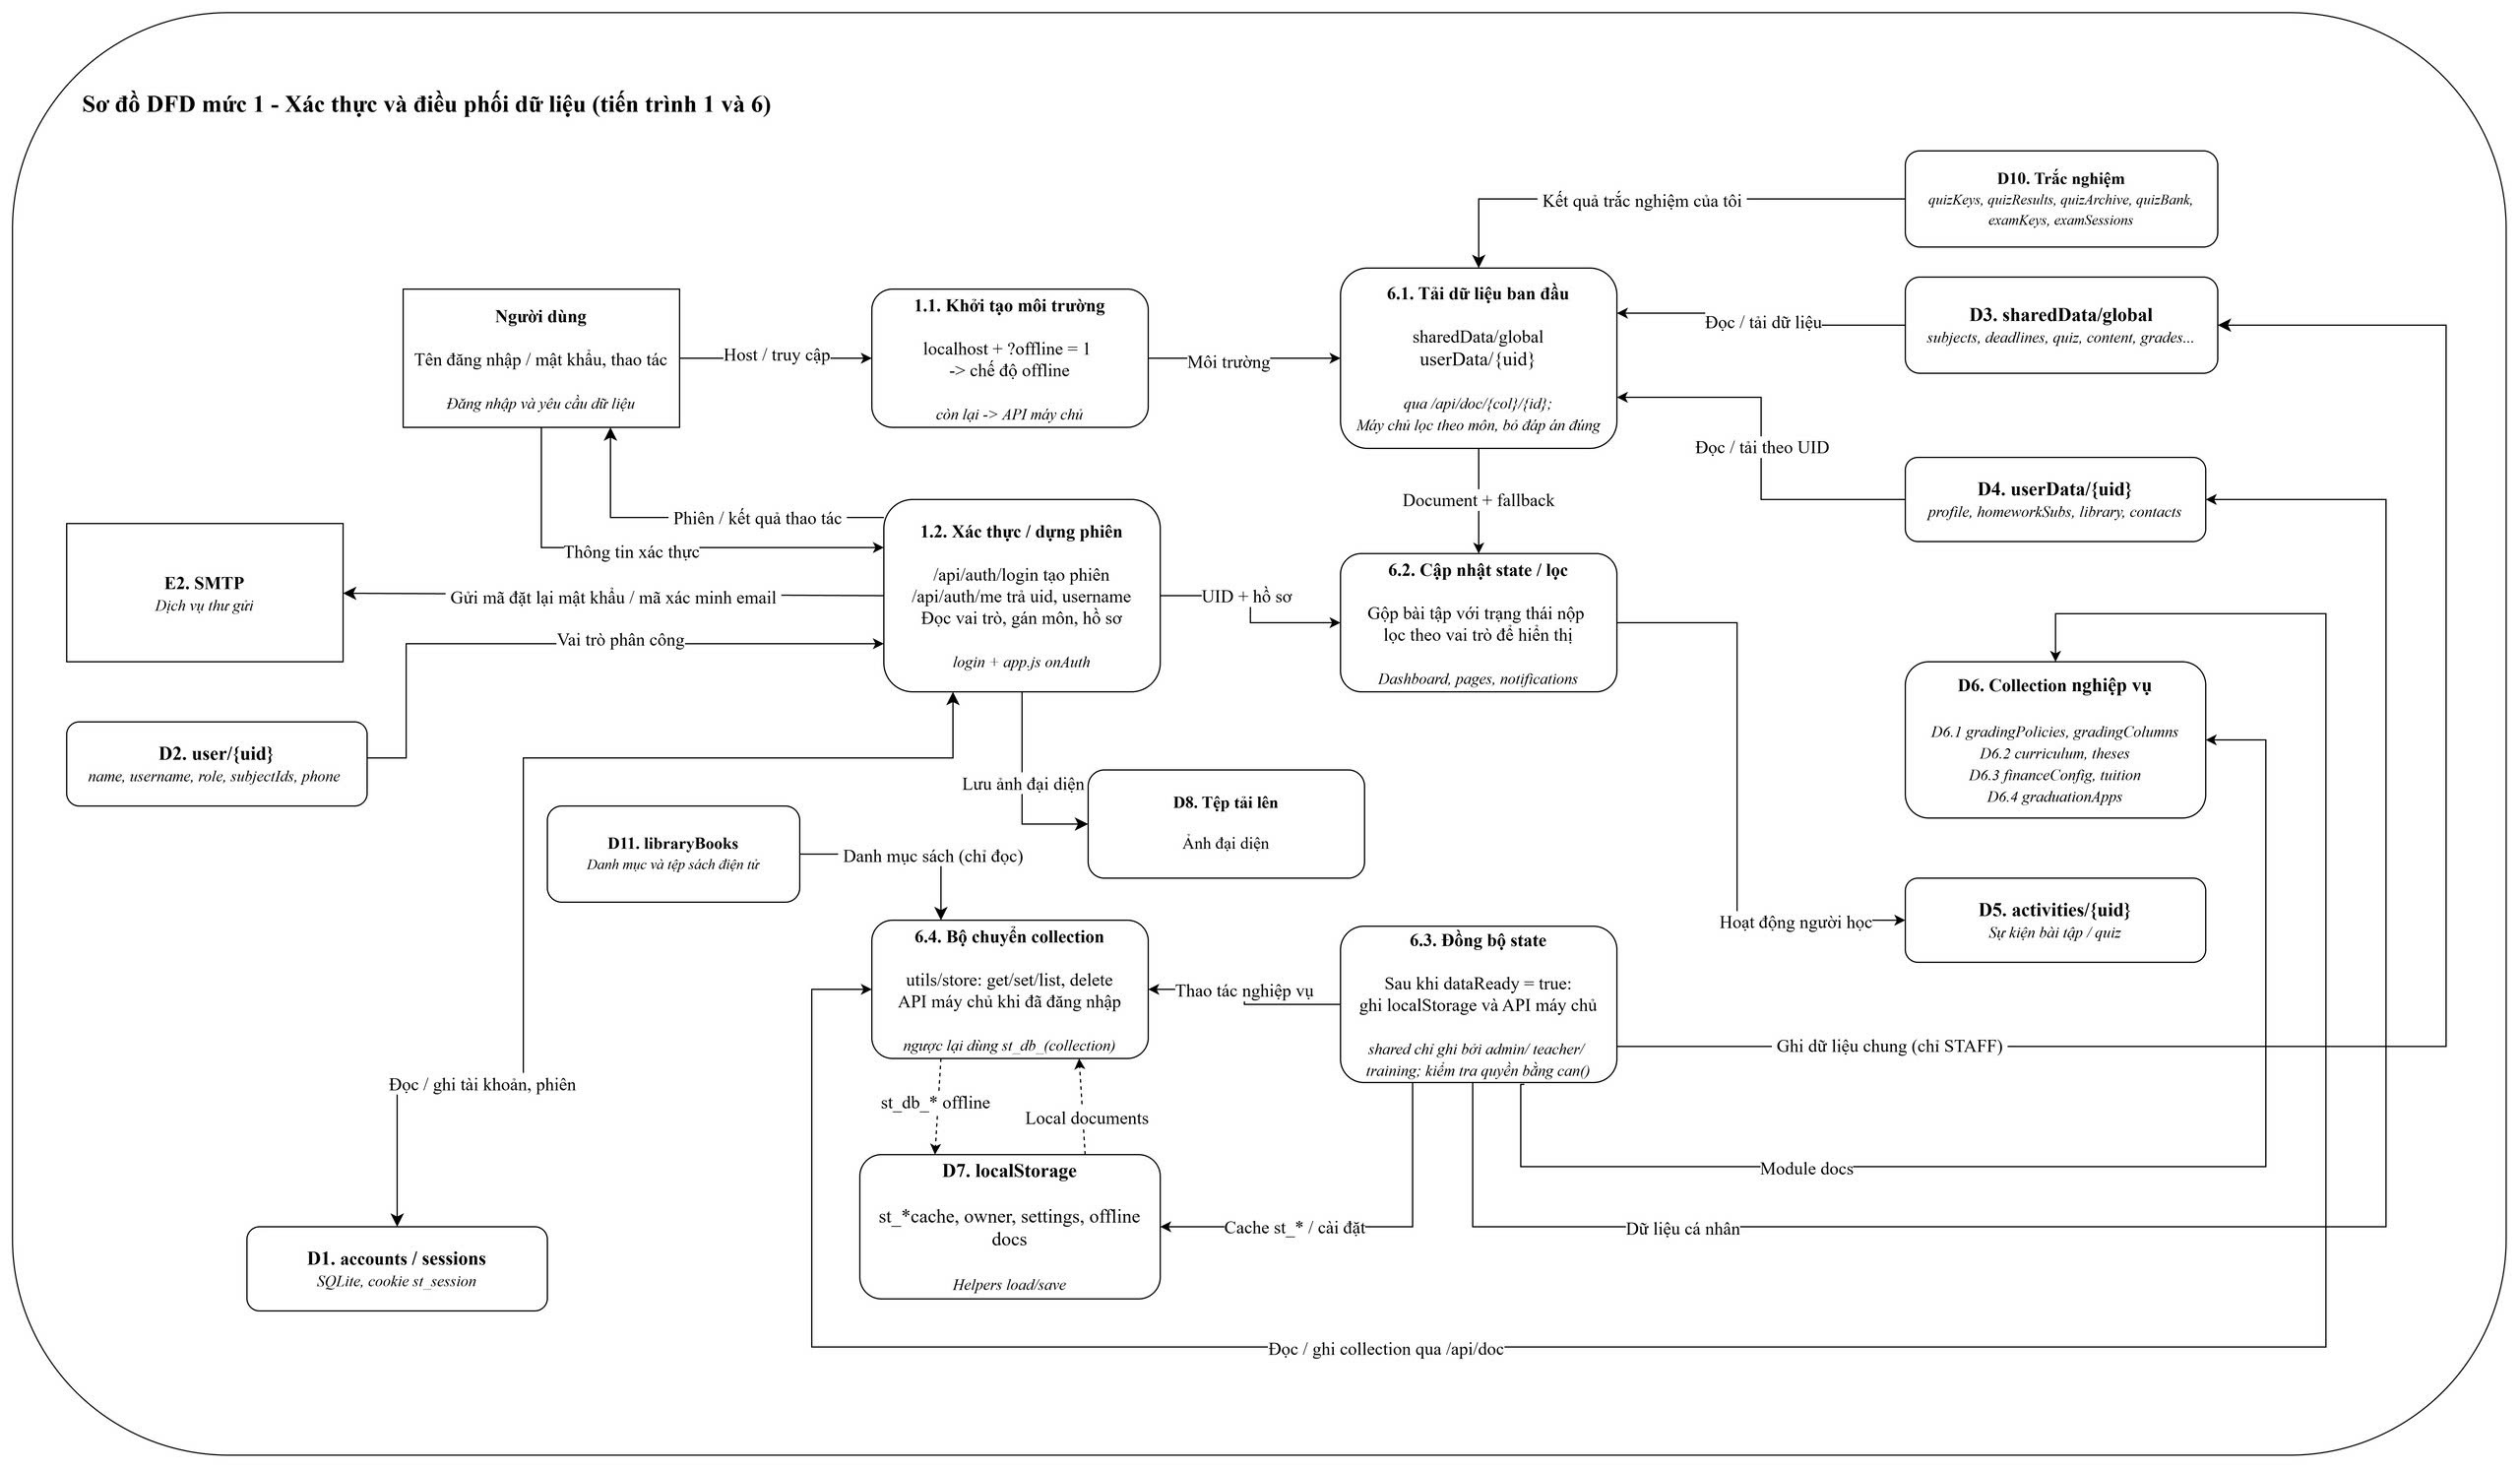 Sơ đồ DFD mức 1 - Xác thực và điều phối dữ liệu (tiến trình 1 và 6)
D10. Trắc nghiệm
quizKeys, quizResults, quizArchive, quizBank,
examKeys, examSessions
Kết quả trắc nghiệm của tôi
Người dùng
Tên đăng nhập / mật khẩu, thao tác
Đăng nhập và yêu cầu dữ liệu
Host / truy cập
1.1. Khởi tạo môi trường
localhost + ?offline = 1
-> chế độ offline
còn lại -> API máy chủ
Môi trường
6.1. Tải dữ liệu ban đầu
sharedData/global
userData/{uid}
qua /api/doc/{col}/{id};
Máy chủ lọc theo môn, bỏ đáp án đúng
Đọc / tải dữ liệu
D3. sharedData/global
subjects, deadlines, quiz, content, grades...
Đọc / tải theo UID
D4. userData/{uid}
profile, homeworkSubs, library, contacts
Document + fallback
Phiên / kết quả thao tác
Thông tin xác thực
E2. SMTP
Dịch vụ thư gửi
Gửi mã đặt lại mật khẩu / mã xác minh email
Vai trò phân công
1.2. Xác thực / dựng phiên
/api/auth/login tạo phiên
/api/auth/me trả uid, username
Đọc vai trò, gán môn, hồ sơ
login + app.js onAuth
UID + hồ sơ
6.2. Cập nhật state / lọc
Gộp bài tập với trạng thái nộp
lọc theo vai trò để hiển thị
Dashboard, pages, notifications
D6. Collection nghiệp vụ
D6.1 gradingPolicies, gradingColumns
D6.2 curriculum, theses
D6.3 financeConfig, tuition
D6.4 graduationApps
D2. user/{uid}
name, username, role, subjectIds, phone
Lưu ảnh đại diện
D8. Tệp tải lên
Ảnh đại diện
D11. libraryBooks
Danh mục và tệp sách điện tử
Danh mục sách (chỉ đọc)
Hoạt động người học
D5. activities/{uid}
Sự kiện bài tập / quiz
6.4. Bộ chuyển collection
utils/store: get/set/list, delete
API máy chủ khi đã đăng nhập
ngược lại dùng st_db_(collection)
Thao tác nghiệp vụ
6.3. Đồng bộ state
Sau khi dataReady = true:
ghi localStorage và API máy chủ
shared chỉ ghi bởi admin/ teacher/
training; kiểm tra quyền bằng can()
Ghi dữ liệu chung (chỉ STAFF)
Đọc / ghi tài khoản, phiên
st_db_* offline
Local documents
Module docs
D7. localStorage
st_*cache, owner, settings, offline
docs
Helpers load/save
Cache st_* / cài đặt
Dữ liệu cá nhân
D1. accounts / sessions
SQLite, cookie st_session
Đọc / ghi collection qua /api/doc